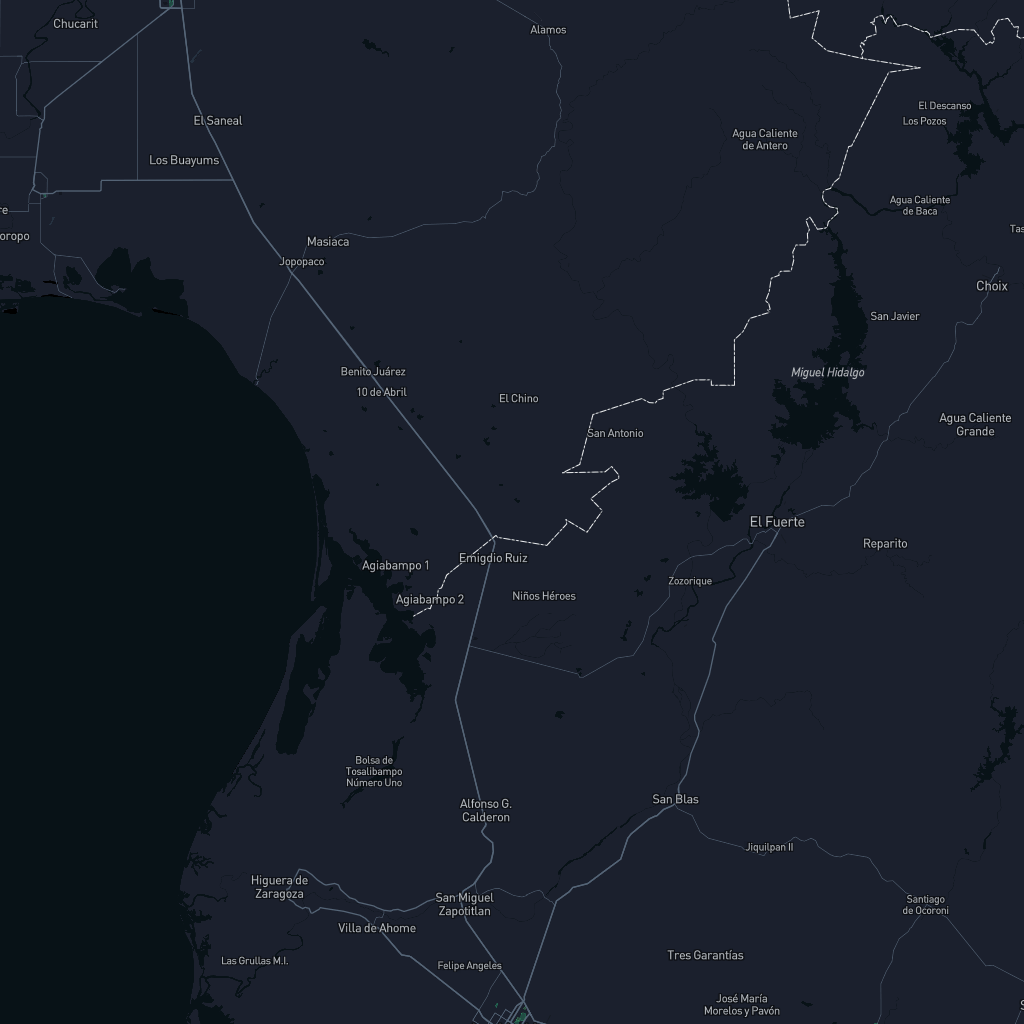 Chucarit
Alamos
El Descanso
Los Pozos
El Saneal
Agua Caliente
de Antero
Los Buayums
Agua Caliente
de Baca
re
oropo
Tas
Masiaca
Jopopaco
Choix
San Javier
Benito Juárez
Miguel Hidalgo
10 de Abril
El Chino
Agua Caliente
Grande
San Antonio
El Fuerte
Reparito
Emigdio Ruiz
Agiabampo 1
Zozorique
Agiabampo 2
Niños Héroes
Bolsa de
Tosalibampo
Número Uno
San Blas
Alfonso G.
Calderon
Jiquilpan II
Higuera de
Zaragoza
San Miguel
Zapotitlan
Santiago
de Ocoroni
Villa de Ahome
Tres Garantías
Las Grullas M.I.
Felipe Angeles
José María
Morelos y Pavón
S